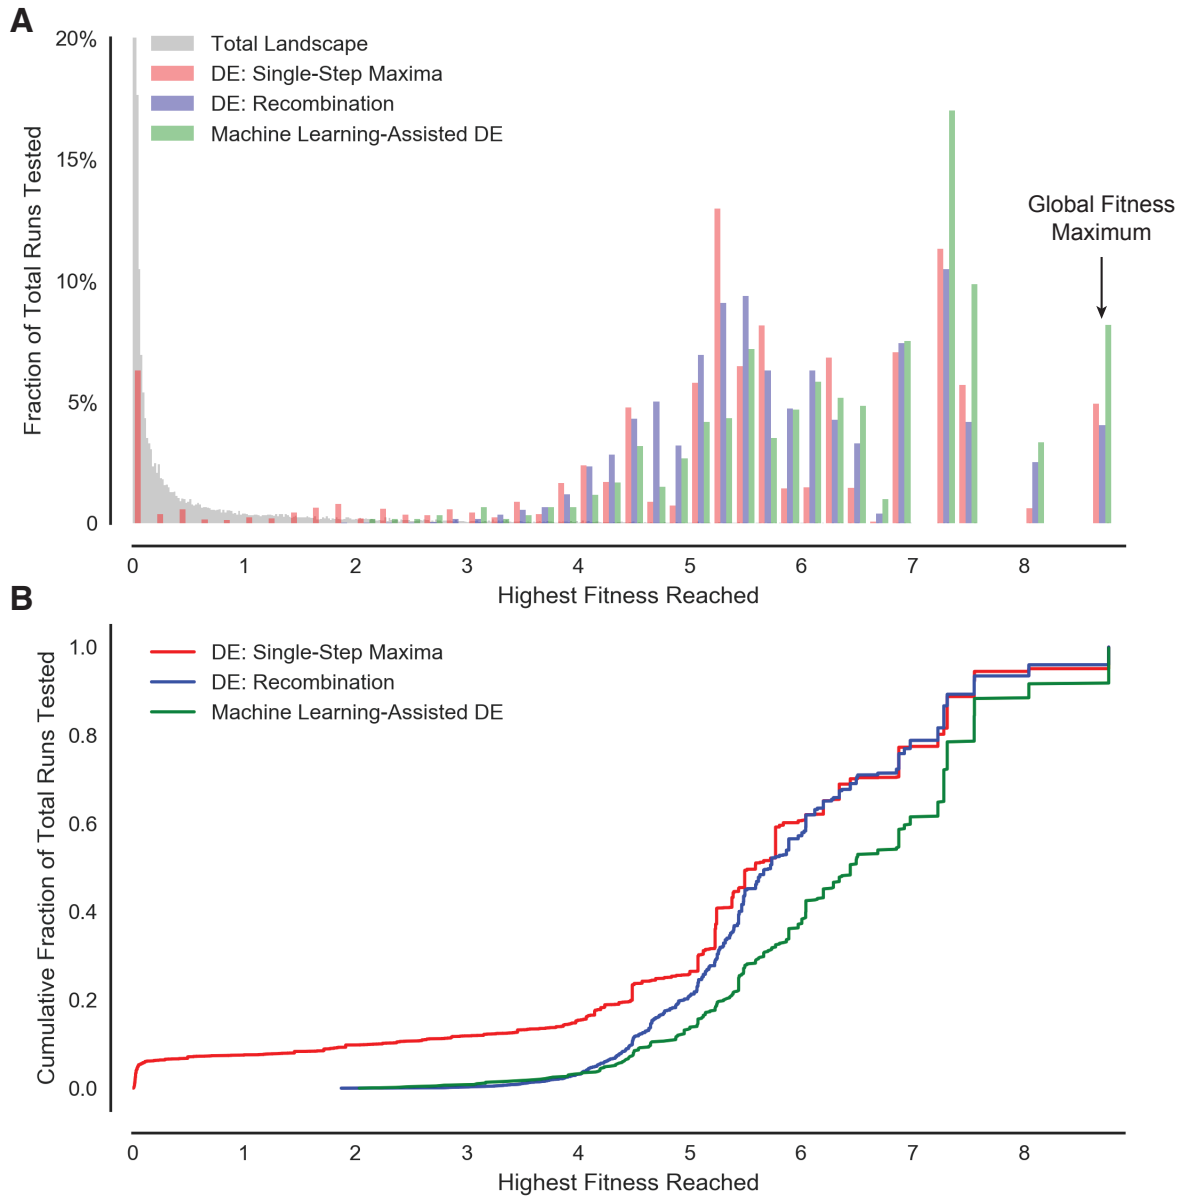 A
20%
15%
10%
5%
0
Fraction of Total Runs Tested
Total Landscape
DE: Single-Step Maxima
DE: Recombination
Machine Learning-Assisted DE
Global Fitness
Maximum
0 1 2 3 4 5 6 7 8
Highest Fitness Reached
B
1.0
0.8
0.6
0.4
0.2
0.0
Cumulative Fraction of Total Runs Tested
DE: Single-Step Maxima
DE: Recombination
Machine Learning-Assisted DE
0 1 2 3 4 5 6 7 8
Highest Fitness Reached